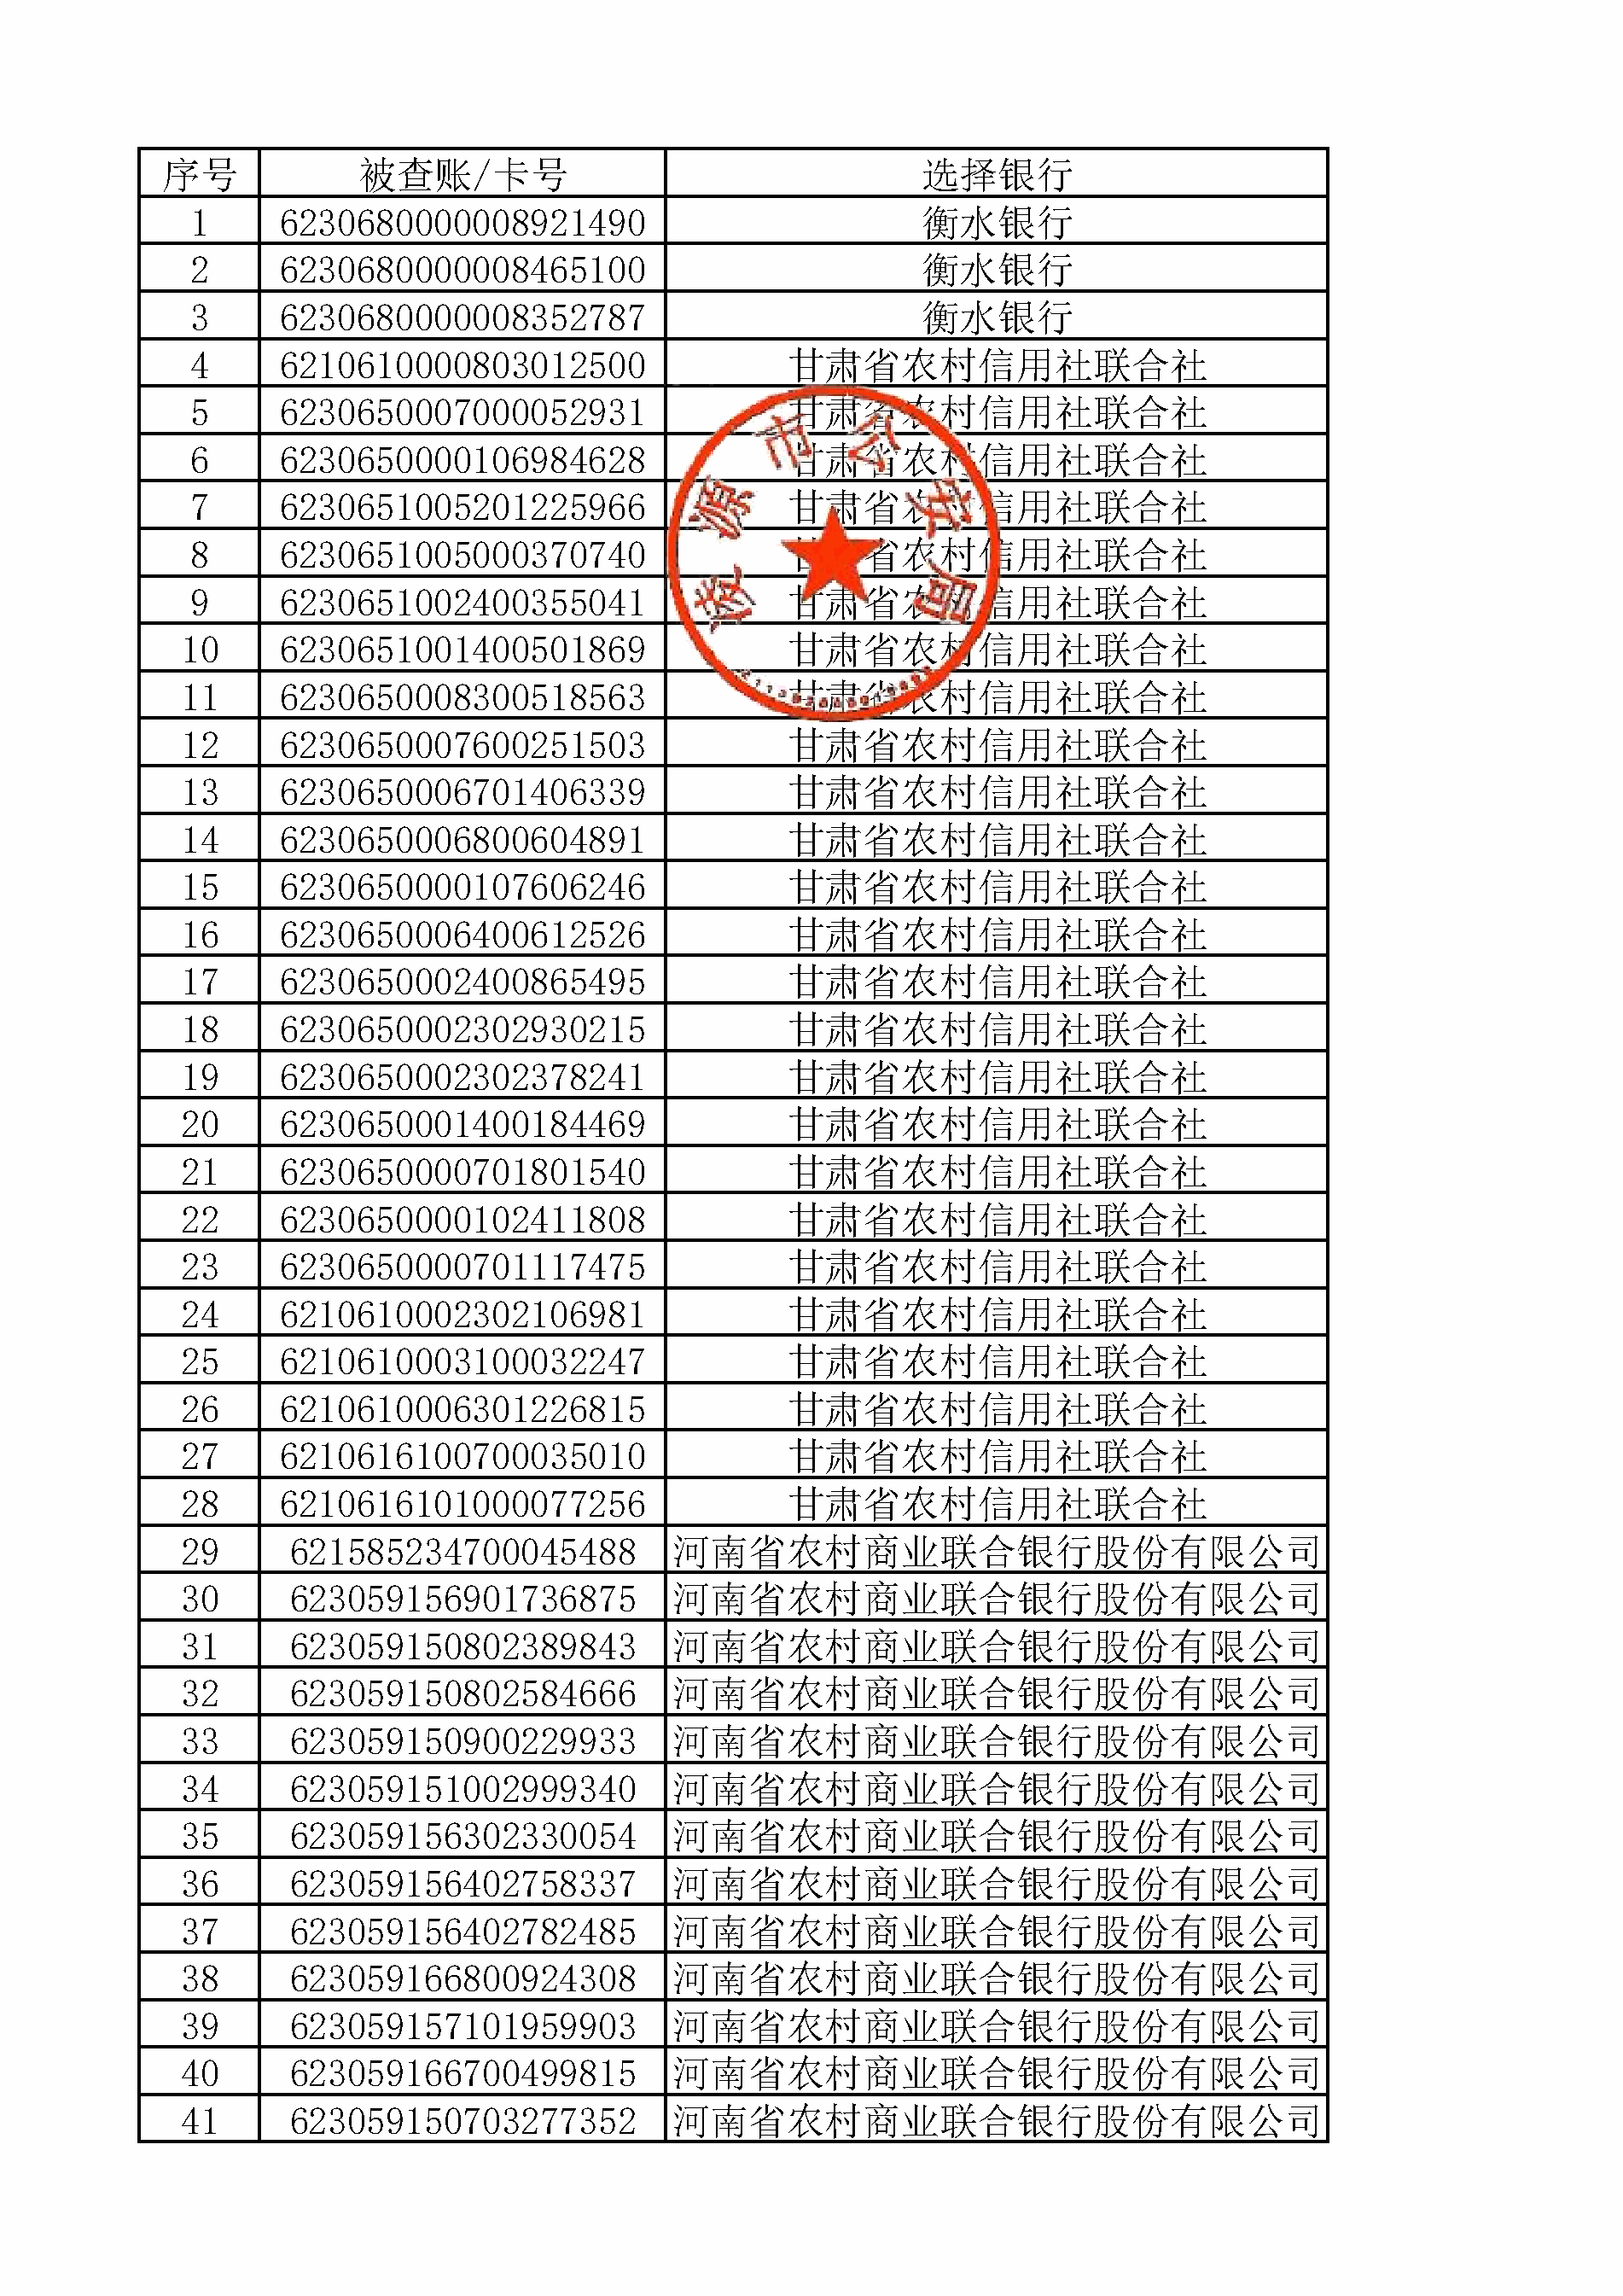 序号 被查账/卡号 选择银行
1 6230680000008921490 衡水银行
2 6230680000008465100 衡水银行
3 6230680000008352787 衡水银行
4 6210610000803012500 甘肃省农村信用社联合社
5 6230650007000052931 甘肃省农村信用社联合社
6 6230650000106984628 甘肃省农村信用社联合社
7 6230651005201225966 甘肃省农村信用社联合社
8 6230651005000370740 甘肃省农村信用社联合社
9 6230651002400355041 甘肃省农村信用社联合社
10 6230651001400501869 甘肃省农村信用社联合社
11 6230650008300518563 甘肃省农村信用社联合社
12 6230650007600251503 甘肃省农村信用社联合社
13 6230650006701406339 甘肃省农村信用社联合社
14 6230650006800604891 甘肃省农村信用社联合社
15 6230650000107606246 甘肃省农村信用社联合社
16 6230650006400612526 甘肃省农村信用社联合社
17 6230650002400865495 甘肃省农村信用社联合社
18 6230650002302930215 甘肃省农村信用社联合社
19 6230650002302378241 甘肃省农村信用社联合社
20 6230650001400184469 甘肃省农村信用社联合社
21 6230650000701801540 甘肃省农村信用社联合社
22 6230650000102411808 甘肃省农村信用社联合社
23 6230650000701117475 甘肃省农村信用社联合社
24 6210610002302106981 甘肃省农村信用社联合社
25 6210610003100032247 甘肃省农村信用社联合社
26 6210610006301226815 甘肃省农村信用社联合社
27 6210616100700035010 甘肃省农村信用社联合社
28 6210616101000077256 甘肃省农村信用社联合社
29 621585234700045488 河南省农村商业联合银行股份有限公司
30 623059156901736875 河南省农村商业联合银行股份有限公司
31 623059150802389843 河南省农村商业联合银行股份有限公司
32 623059150802584666 河南省农村商业联合银行股份有限公司
33 623059150900229933 河南省农村商业联合银行股份有限公司
34 623059151002999340 河南省农村商业联合银行股份有限公司
35 623059156302330054 河南省农村商业联合银行股份有限公司
36 623059156402758337 河南省农村商业联合银行股份有限公司
37 623059156402782485 河南省农村商业联合银行股份有限公司
38 623059166800924308 河南省农村商业联合银行股份有限公司
39 623059157101959903 河南省农村商业联合银行股份有限公司
40 623059166700499815 河南省农村商业联合银行股份有限公司
41 623059150703277352 河南省农村商业联合银行股份有限公司
凌源市公安局